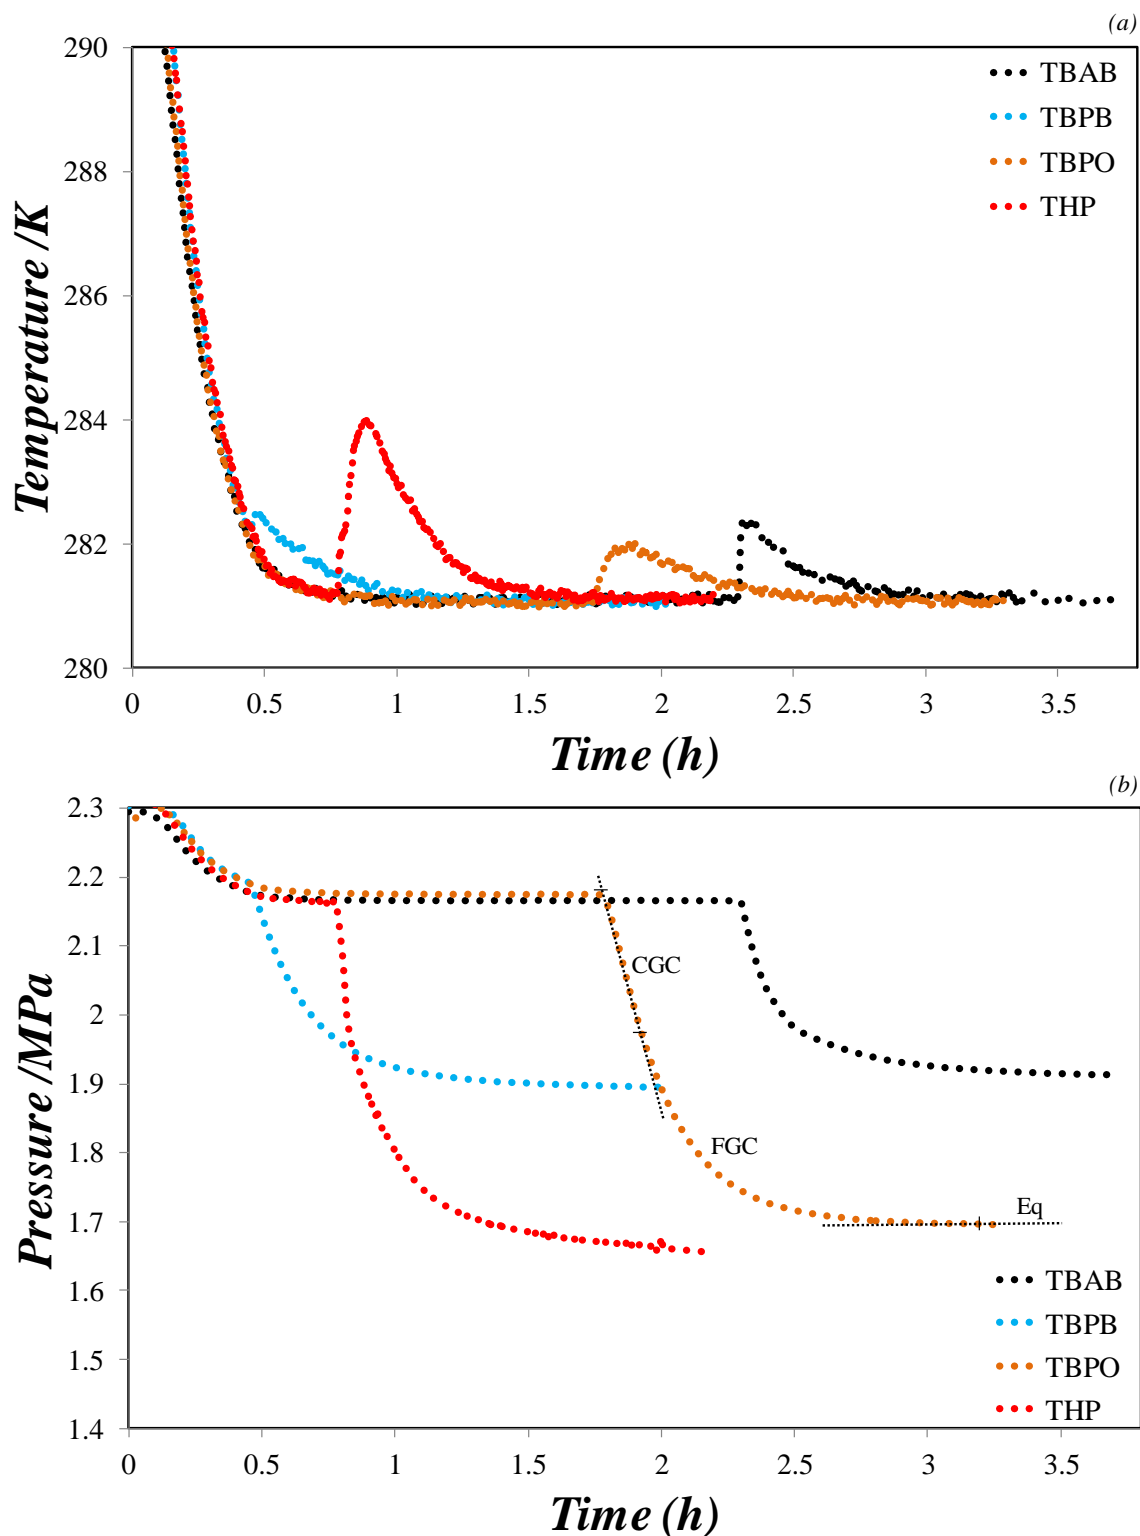 (a)
290
288
286
284
282
280
Temperature /K
TBAB
TBPB
TBPO
THP
0 0.5 1 1.5 2 2.5 3 3.5
Time (h)
(b)
2.3
2.2
2.1
2
1.9
1.8
1.7
1.6
1.5
1.4
Pressure /MPa
CGC
FGC
Eq
TBAB
TBPB
TBPO
THP
0 0.5 1 1.5 2 2.5 3 3.5
Time (h)